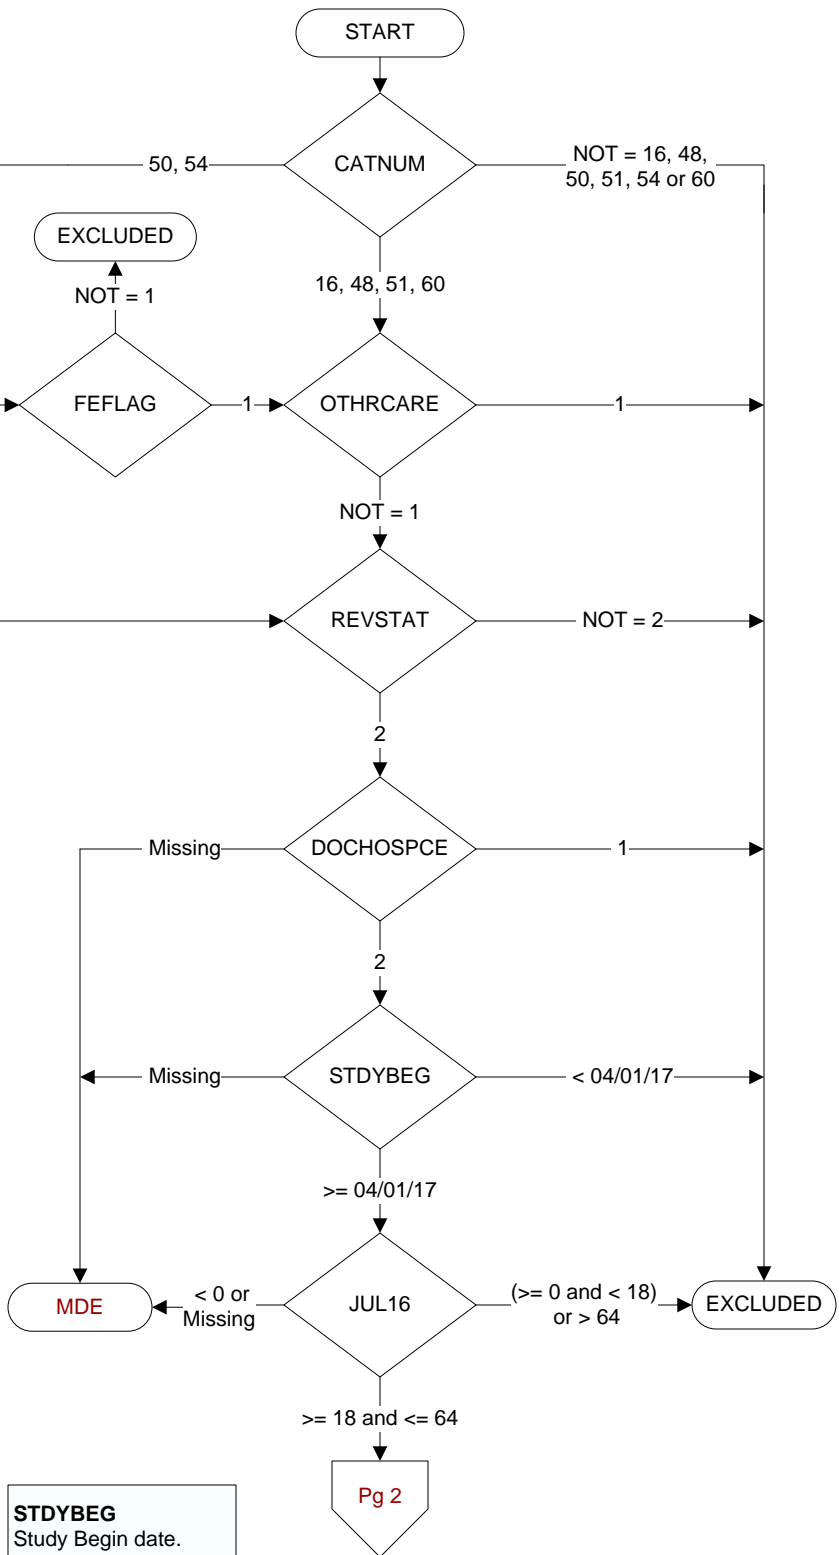 START
50, 54
CATNUM
NOT = 16, 48,
50, 51, 54 or 60
EXCLUDED
NOT = 1
16, 48, 51, 60
FEFLAG
1
OTHRCARE
1
NOT = 1
REVSTAT
NOT = 2
2
Missing
DOCHOSPCE
1
2
Missing
STDYBEG
< 04/01/17
>= 04/01/17
MDE
< 0 or
Missing
JUL16
(>= 0 and < 18)
or > 64
EXCLUDED
>= 18 and <= 64
Pg 2
STDYBEG
Study Begin date.